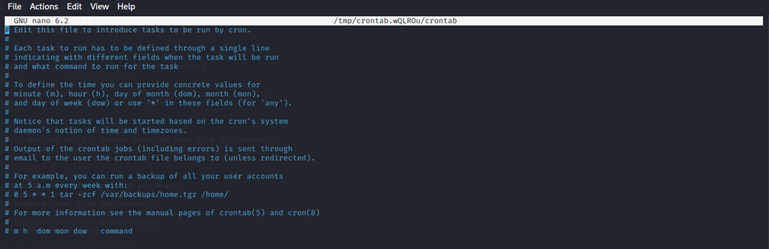 File Actions Edit View Help
GNU nano 6.2 /tmp/crontab.wQLROu/crontab
# Edit this file to introduce tasks to be run by cron.
#
# Each task to run has to be defined through a single line
# indicating with different fields when the task will be run
# and what command to run for the task
#
# To define the time you can provide concrete values for
# minute (m), hour (h), day of month (dom), month (mon),
# and day of week (dow) or use '*' in these fields (for 'any').
#
# Notice that tasks will be started based on the cron's system
# daemon's notion of time and timezones.
#
# Output of the crontab jobs (including errors) is sent through
# email to the user the crontab file belongs to (unless redirected).
#
# For example, you can run a backup of all your user accounts
# at 5 a.m every week with:
# 0 5 * * 1 tar -zcf /var/backups/home.tgz /home/
#
# For more information see the manual pages of crontab(5) and cron(8)
#
# m h  dom mon dow   command